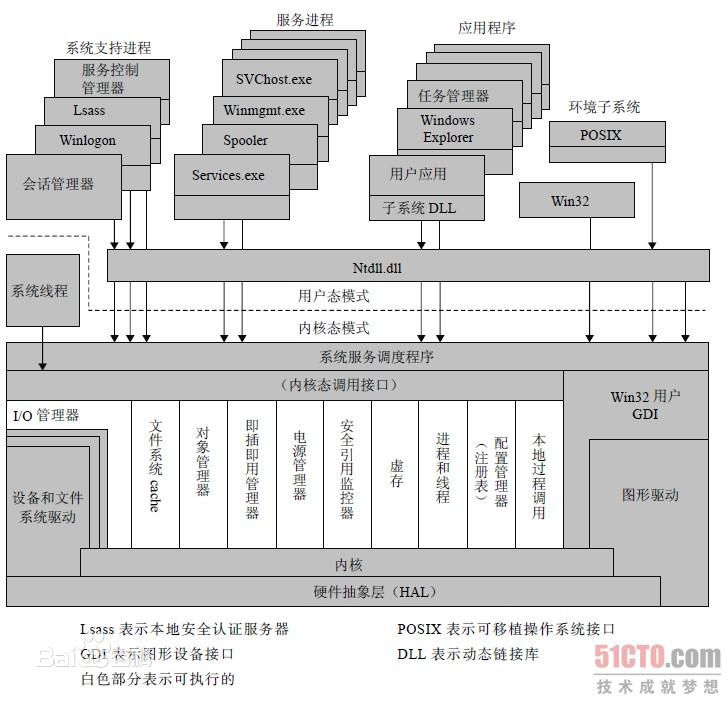 系统支持进程
服务进程
应用程序
环境子系统
服务控制
管理器
Lsass
Winlogon
会话管理器
SVChost.exe
Winmgmt.exe
Spooler
Services.exe
任务管理器
Windows
Explorer
用户应用
子系统 DLL
POSIX
Win32
Ntdll.dll
系统线程
用户态模式
内核态模式
系统服务调度程序
（内核态调用接口）
I/O 管理器
设备和文件
系统驱动
文件系统 cache
对象管理器
即插即用管理器
电源管理器
安全引用监控器
虚存
进程和线程
配置管理器
（注册表）
本地过程调用
Win32 用户
GDI
图形驱动
内核
硬件抽象层（HAL）
Lsass 表示本地安全认证服务器
POSIX 表示可移植操作系统接口
GDI 表示图形设备接口
DLL 表示动态链接库
白色部分表示可执行的
Bai百科
51CTO.com
技术成就梦想